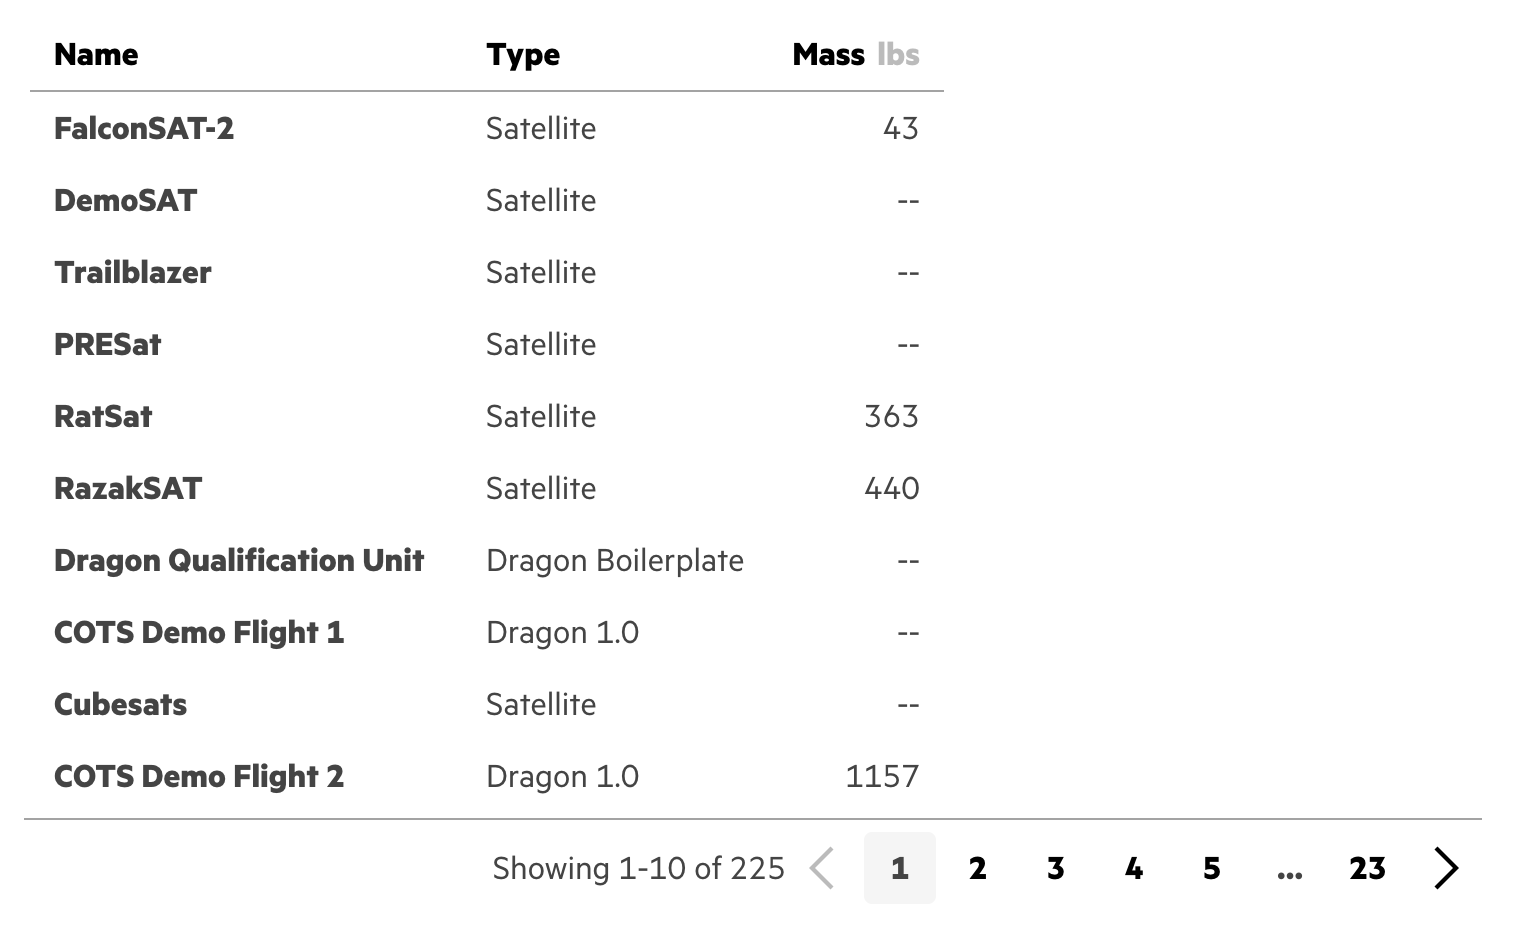 Name Type Mass lbs
FalconSAT-2 Satellite 43
DemoSAT Satellite --
Trailblazer Satellite --
PRESat Satellite --
RatSat Satellite 363
RazakSAT Satellite 440
Dragon Qualification Unit Dragon Boilerplate --
COTS Demo Flight 1 Dragon 1.0 --
Cubesats Satellite --
COTS Demo Flight 2 Dragon 1.0 1157
Showing 1-10 of 225 1 2 3 4 5 ... 23